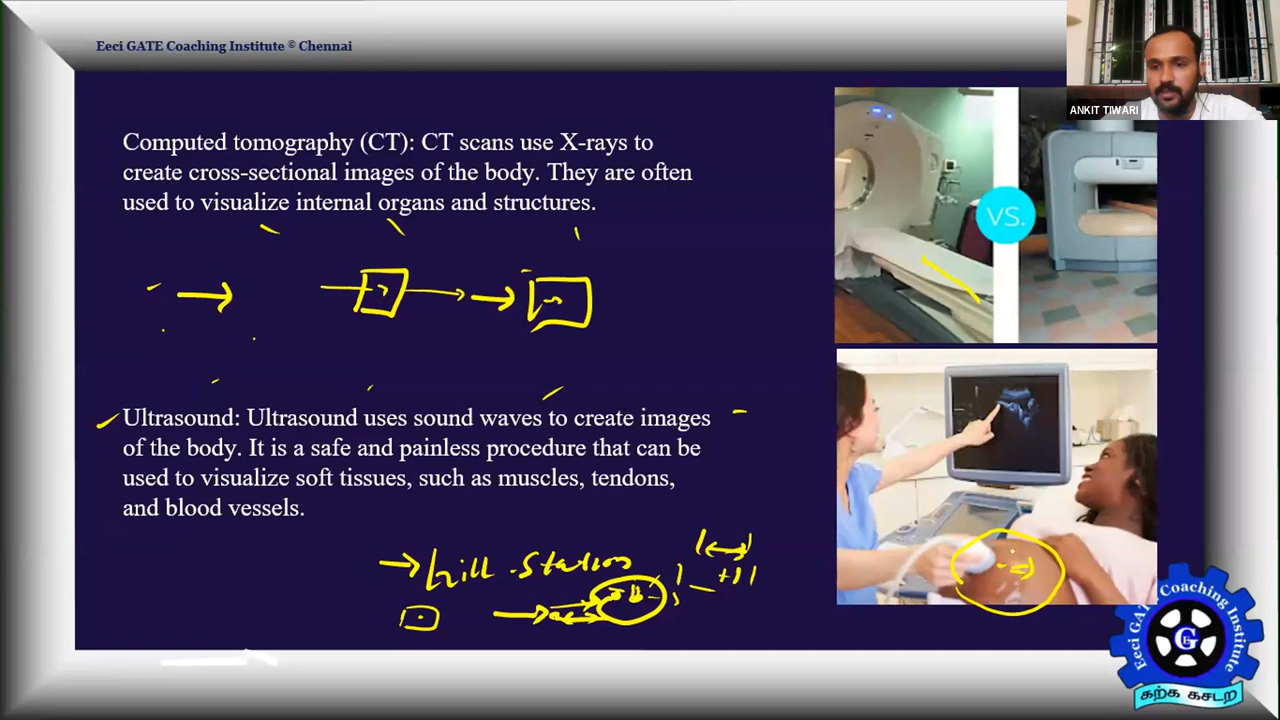 Eeci GATE Coaching Institute © Chennai
ANKIT TIWARI
Computed tomography (CT): CT scans use X-rays to
create cross-sectional images of the body. They are often
used to visualize internal organs and structures.
VS.
Ultrasound: Ultrasound uses sound waves to create images
of the body. It is a safe and painless procedure that can be
used to visualize soft tissues, such as muscles, tendons,
and blood vessels.
hill-Station
Eeci GATE Coaching Institute
கற்க கசடற